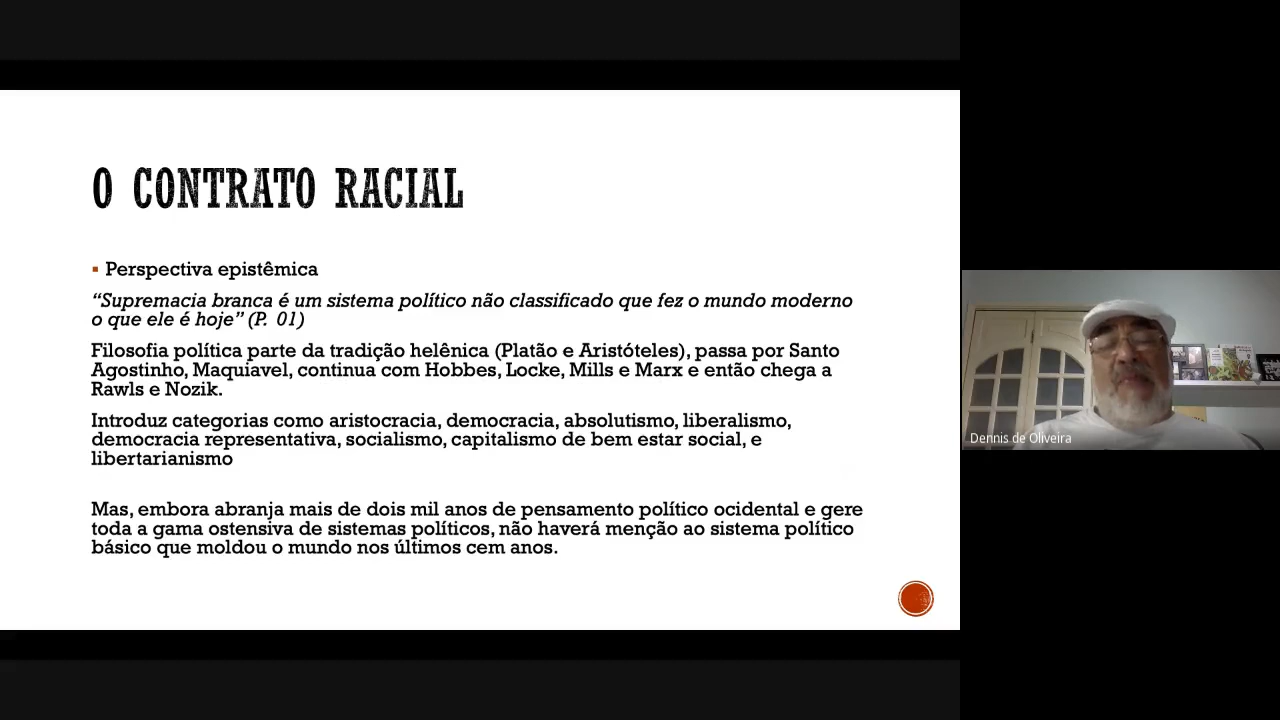 O CONTRATO RACIAL
▪ Perspectiva epistêmica
“Supremacia branca é um sistema político não classificado que fez o mundo moderno
o que ele é hoje” (P. 01)
Filosofia política parte da tradição helênica (Platão e Aristóteles), passa por Santo
Agostinho, Maquiavel, continua com Hobbes, Locke, Mills e Marx e então chega a
Rawls e Nozik.
Introduz categorias como aristocracia, democracia, absolutismo, liberalismo,
democracia representativa, socialismo, capitalismo de bem estar social, e
libertarianismo
Mas, embora abranja mais de dois mil anos de pensamento político ocidental e gere
toda a gama ostensiva de sistemas políticos, não haverá menção ao sistema político
básico que moldou o mundo nos últimos cem anos.
Dennis de Oliveira